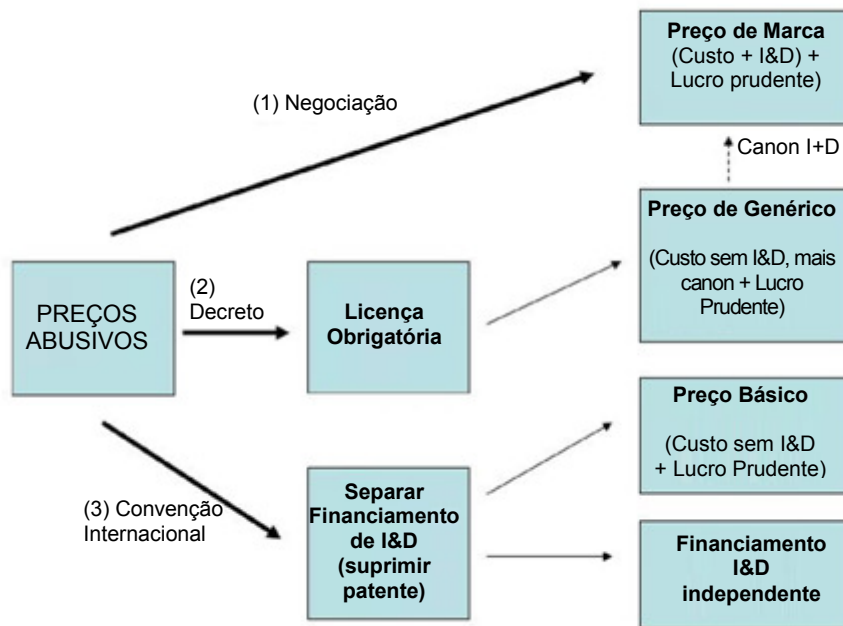 Preço de Marca
(Custo + I&D) +
Lucro prudente)
(1) Negociação
Canon I+D
Preço de Genérico
(Custo sem I&D, mais
canon + Lucro
Prudente)
PREÇOS
ABUSIVOS
(2)
Decreto
Licença
Obrigatória
Preço Básico
(Custo sem I&D
+ Lucro Prudente)
(3) Convenção
Internacional
Separar
Financiamento
de I&D
(suprimir
patente)
Financiamento
I&D
independente